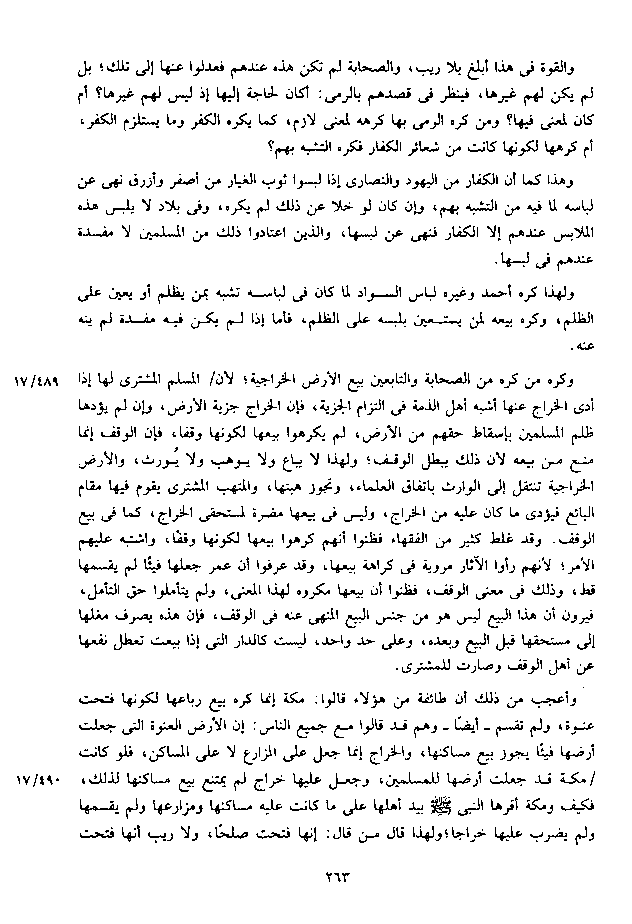 والقوة فى هذا أبلغ بلا ريب، والصحابة لم تكن هذه عندهم فعدلوا عنها إلى تلك؛ بل
لم يكن لهم غيرها، فينظر فى قصدهم بالرمى: أكان لحاجة إليها إذ ليس لهم غيرها؟ أم
كان لمعنى فيها؟ ومن كره الرمى بها كرهه لمعنى لازم، كما يكره الكفر وما يستلزم الكفر،
أم كرهها لكونها كانت من شعائر الكفار فكره التشبه بهم؟
وهذا كما أن الكفار من اليهود والنصارى إذا لبسوا ثوب الغيار من أصفر وأزرق نهى عن
لباسه لما فيه من التشبه بهم، وإن كان لو خلا عن ذلك لم يكره، وفى بلاد لا يلبس هذه
الملابس عندهم إلا الكفار فنهى عن لبسها، والذين اعتادوا ذلك من المسلمين لا مفسدة
عندهم فى لبسها.
ولهذا كره أحمد وغيره لباس السواد لما كان فى لباسه تشبه بمن يظلم أو يعين على
الظلم، وكره بيعه لمن يستعين بلبسه على الظلم، فأما إذا لم يكن فيه مفسدة لم ينه
عنه.
وكره من كره من الصحابة والتابعين بيع الأرض الخراجية؛ لأن/ المسلم المشترى لها إذا ١٧/٤٨٩
أدى الخراج عنها أشبه أهل الذمة فى التزام الجزية، فإن الخراج جزية الأرض، وإن لم يؤدها
ظلم المسلمين بإسقاط حقهم من الأرض، لم يكرهوا بيعها لكونها وقفا، فإن الوقف إنما
منع من بيعه لأن ذلك يبطل الوقف؛ ولهذا لا يباع ولا يوهب ولا يُورث، والأرض
الخراجية تنتقل إلى الوارث باتفاق العلماء، وتجوز هبتها، والمتهب المشترى يقوم فيها مقام
البائع فيؤدى ما كان عليه من الخراج، وليس فى بيعها مضرة لمستحقى الخراج، كما فى بيع
الوقف. وقد غلط كثير من الفقهاء فظنوا أنهم كرهوا بيعها لكونها وقفًا، واشتبه عليهم
الأمر؛ لأنهم رأوا الآثار مروية فى كراهة بيعها، وقد عرفوا أن عمر جعلها فيئًا لم يقسمها
قط، وذلك فى معنى الوقف، فظنوا أن بيعها مكروه لهذا المعنى، ولم يتأملوا حق التأمل،
فيرون أن هذا البيع ليس هو من جنس البيع المنهى عنه فى الوقف، فإن هذه يصرف مغلها
إلى مستحقها قبل البيع وبعده، وعلى حد واحد، ليست كالدار التى إذا بيعت تعطل نفعها
عن أهل الوقف وصارت للمشترى.
وأعجب من ذلك أن طائفة من هؤلاء قالوا: مكة إنما كره بيع رباعها لكونها فتحت
عنوة، ولم تقسم ـ أيضًا ـ وهم قد قالوا مع جميع الناس: إن الأرض العنوة التى جعلت
أرضها فيئًا يجوز بيع مساكنها، والخراج إنما جعل على المزارع لا على المساكن، فلو كانت
/مكة قد جعلت أرضها للمسلمين، وجعل عليها خراج لم يمتنع بيع مساكنها لذلك، ١٧/٤٩٠
فكيف ومكة أقرها النبى ﷺ بيد أهلها على ما كانت عليه مساكنها ومزارعها ولم يقسمها
ولم يضرب عليها خراجا؛ولهذا قال من قال: إنها فتحت صلحًا، ولا ريب أنها فتحت
٢٦٣